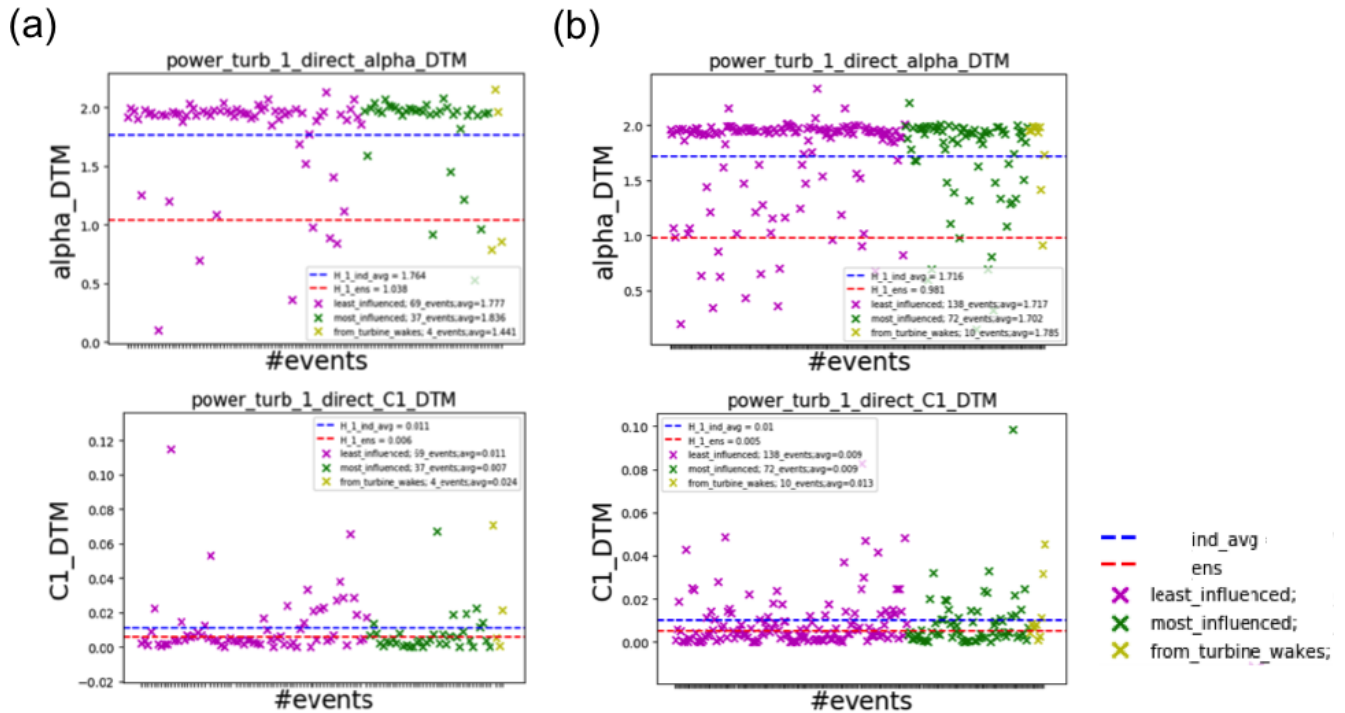 (a)
power_turb_1_direct_alpha_DTM
alpha_DTM
2.0
1.5
1.0
0.5
0.0
H_1_ind_avg = 1.764
H_1_ens = 1.038
least_influenced; 69_events;avg=1.777
most_influenced; 37_events;avg=1.836
from_turbine_wakes; 4_events;avg=1.441
#events
(b)
power_turb_1_direct_alpha_DTM
alpha_DTM
2.0
1.5
1.0
0.5
H_1_ind_avg = 1.716
H_1_ens = 0.981
least_influenced; 138_events;avg=1.717
most_influenced; 72_events;avg=1.702
from_turbine_wakes; 10_events;avg=1.785
#events
power_turb_1_direct_C1_DTM
C1_DTM
0.12
0.10
0.08
0.06
0.04
0.02
0.00
−0.02
H_1_ind_avg = 0.011
H_1_ens = 0.006
least_influenced; 69_events;avg=0.011
most_influenced; 37_events;avg=0.007
from_turbine_wakes; 4_events;avg=0.024
#events
power_turb_1_direct_C1_DTM
C1_DTM
0.10
0.08
0.06
0.04
0.02
0.00
H_1_ind_avg = 0.01
H_1_ens = 0.005
least_influenced; 138_events;avg=0.009
most_influenced; 72_events;avg=0.009
from_turbine_wakes; 10_events;avg=0.013
#events
ind_avg =
ens
least_influenced;
most_influenced;
from_turbine_wakes;